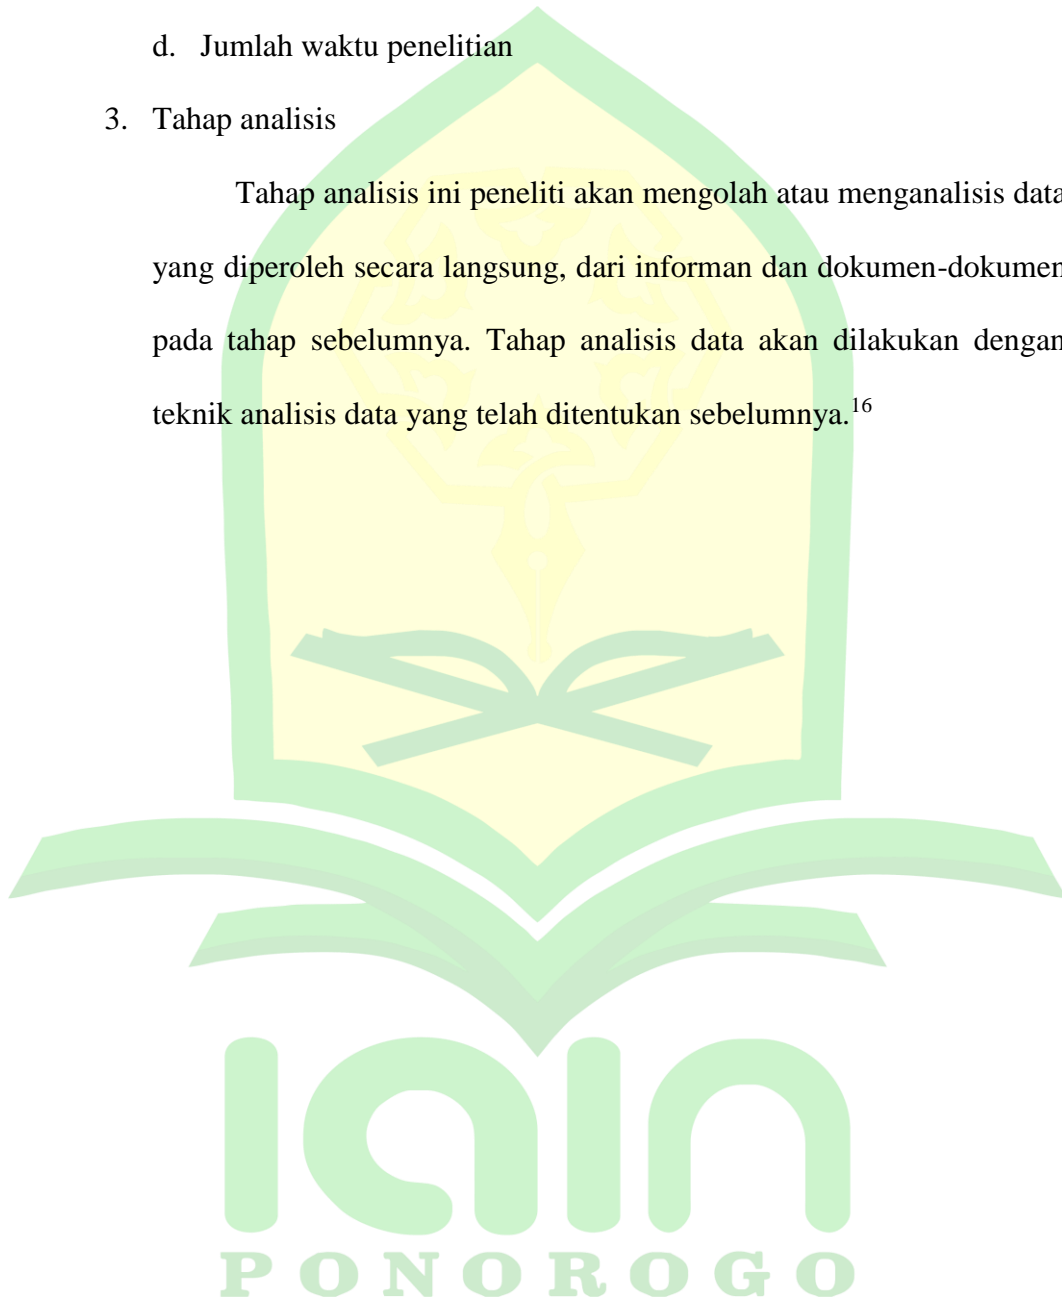 d. Jumlah waktu penelitian
3. Tahap analisis
Tahap analisis ini peneliti akan mengolah atau menganalisis data
yang diperoleh secara langsung, dari informan dan dokumen-dokumen
pada tahap sebelumnya. Tahap analisis data akan dilakukan dengan
teknik analisis data yang telah ditentukan sebelumnya.16
iain
PONOROGO